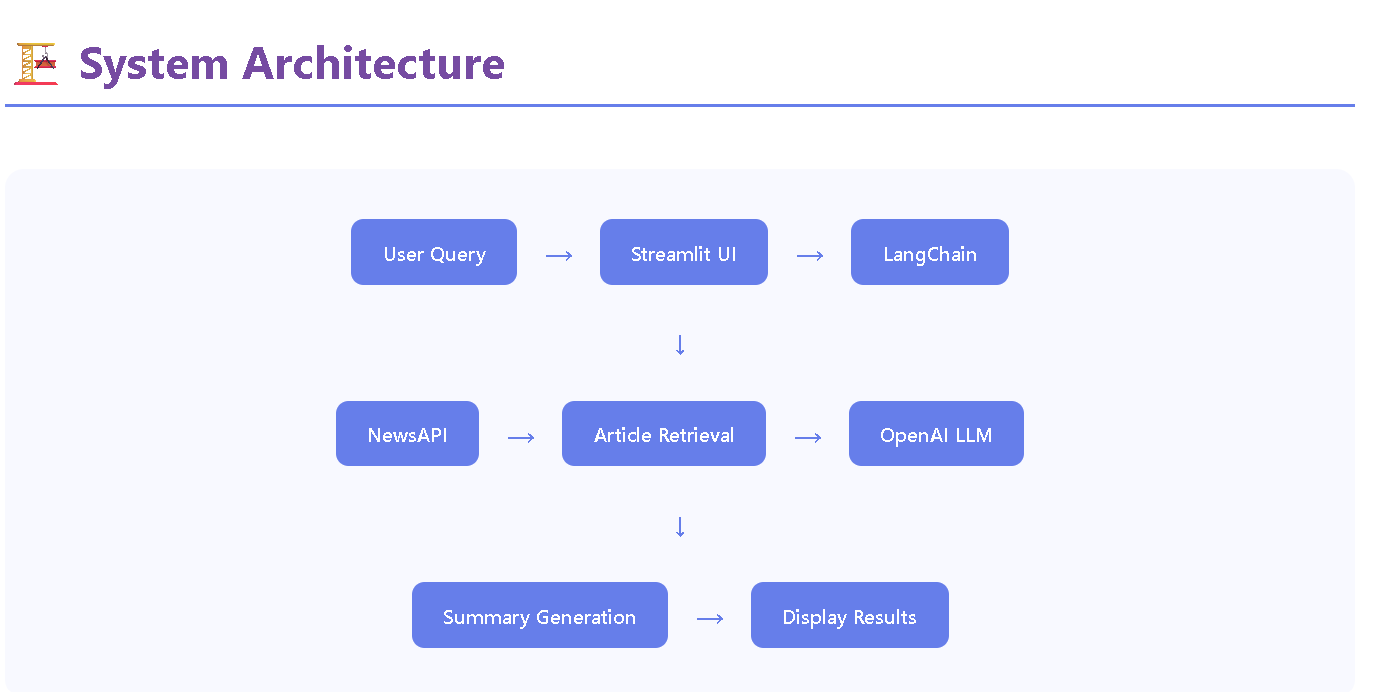 System Architecture
User Query → Streamlit UI → LangChain
↓
NewsAPI → Article Retrieval → OpenAI LLM
↓
Summary Generation → Display Results